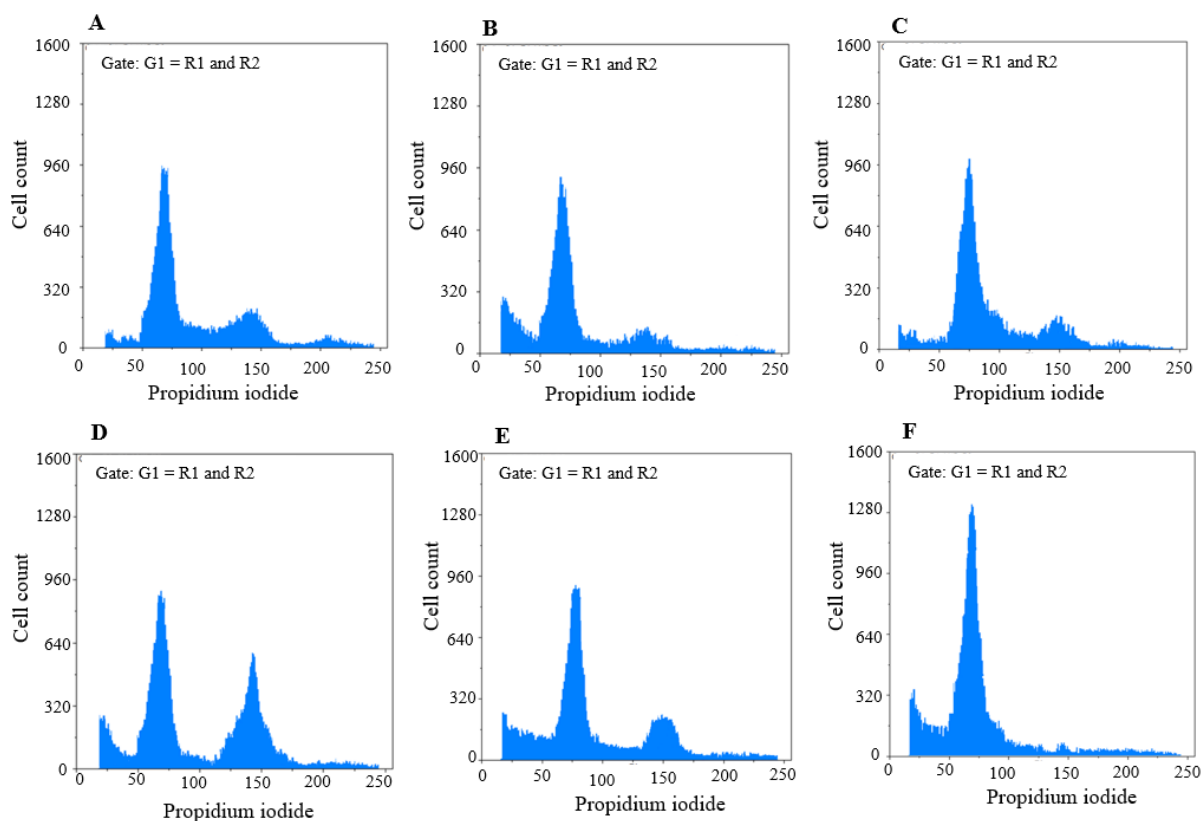 A
Gate: G1 = R1 and R2
Cell count
1600
1280
960
640
320
0
0 50 100 150 200 250
Propidium iodide
B
Gate: G1 = R1 and R2
Cell count
1600
1280
960
640
320
0
0 50 100 150 200 250
Propidium iodide
C
Gate: G1 = R1 and R2
Cell count
1600
1280
960
640
320
0
0 50 100 150 200 250
Propidium iodide
D
Gate: G1 = R1 and R2
Cell count
1600
1280
960
640
320
0
0 50 100 150 200 250
Propidium iodide
E
Gate: G1 = R1 and R2
Cell count
1600
1280
960
640
320
0
0 50 100 150 200 250
Propidium iodide
F
Gate: G1 = R1 and R2
Cell count
1600
1280
960
640
320
0
0 50 100 150 200 250
Propidium iodide